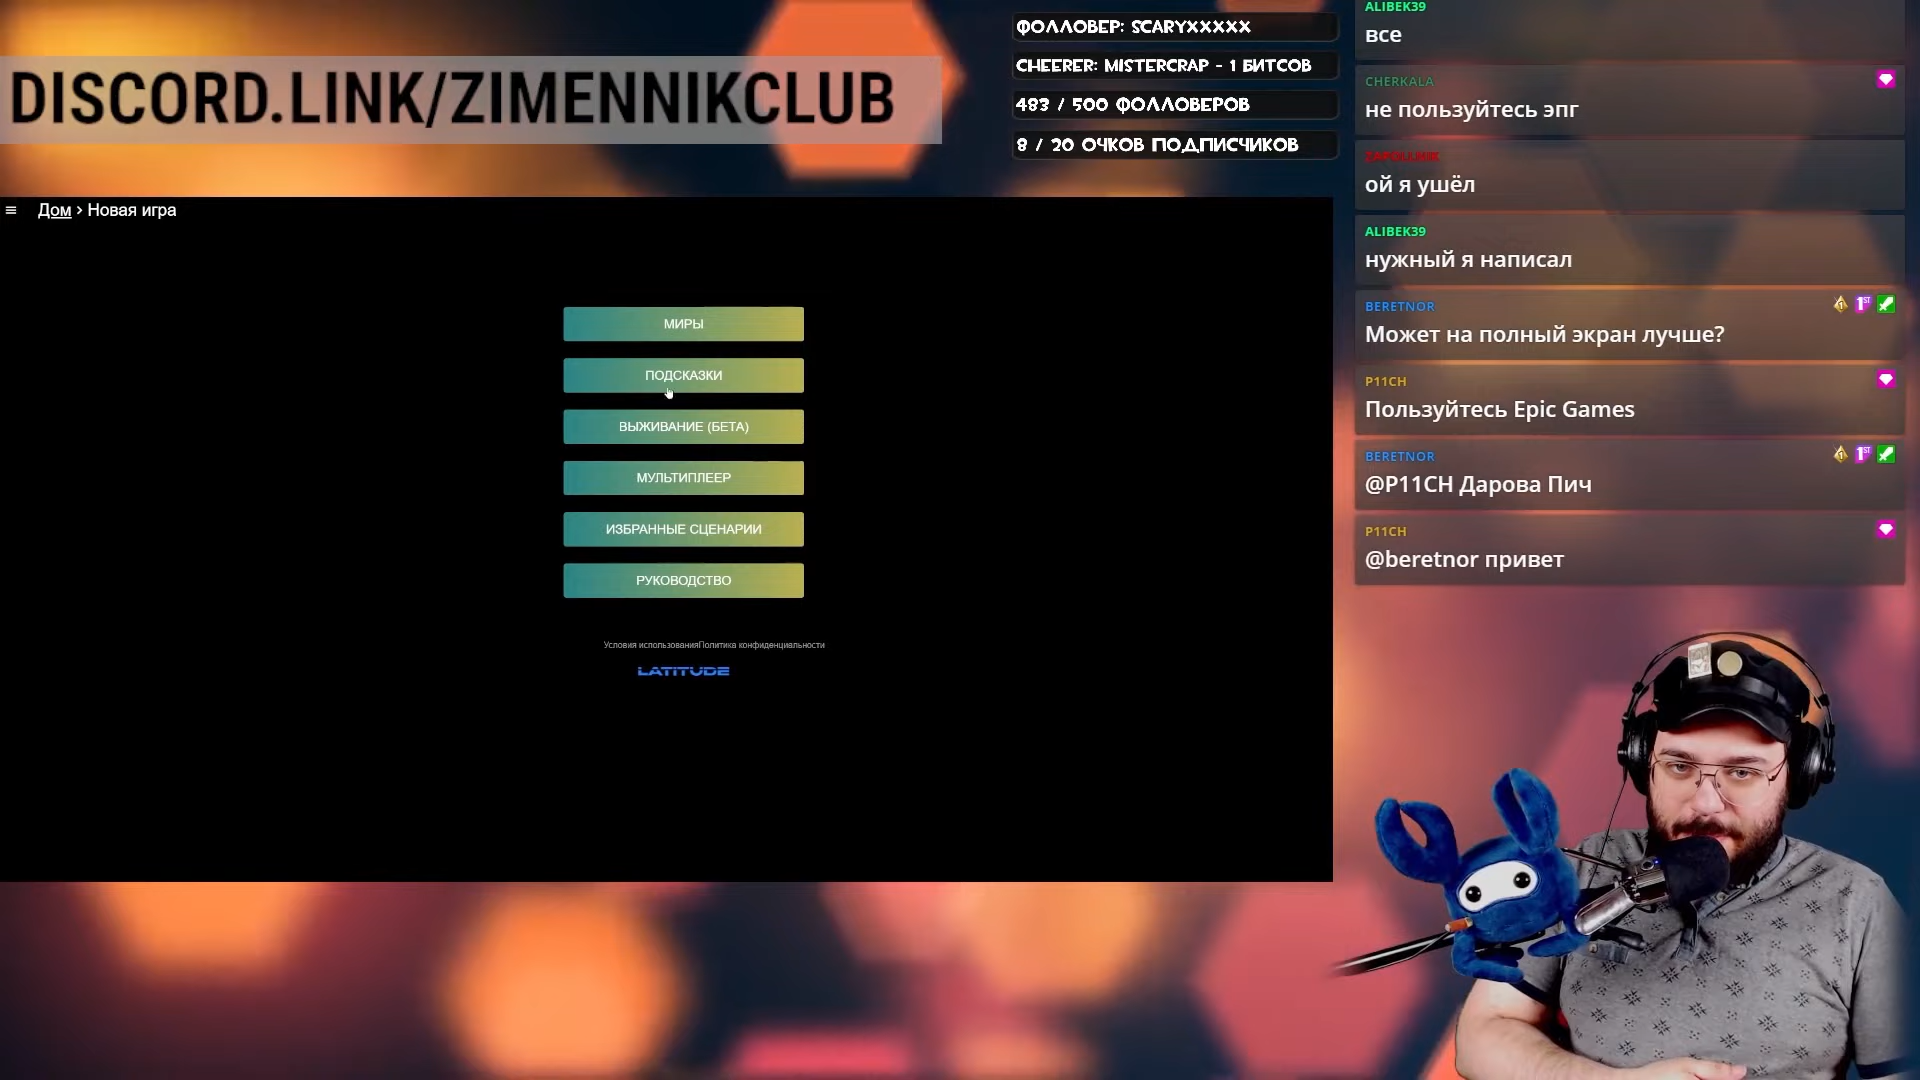 DISCORD.LINK/ZIMENNIKCLUB
ФОЛЛОВЕР: SCARYXXXXX
CHEERER: MISTERCRAP - 1 БИТСОВ
483 / 500 ФОЛЛОВЕРОВ
8 / 20 ОЧКОВ ПОДПИСЧИКОВ
Дом › Новая игра
МИРЫ
ПОДСКАЗКИ
ВЫЖИВАНИЕ (БЕТА)
МУЛЬТИПЛЕЕР
ИЗБРАННЫЕ СЦЕНАРИИ
РУКОВОДСТВО
Условия использованияПолитика конфиденциальности
LATITUDE
ALIBEK39
все
CHERKALA
не пользуйтесь эпг
ой я ушёл
ALIBEK39
нужный я написал
BERETNOR
1ST
Может на полный экран лучше?
P11CH
Пользуйтесь Epic Games
BERETNOR
1ST
@P11CH Дарова Пич
P11CH
@beretnor привет